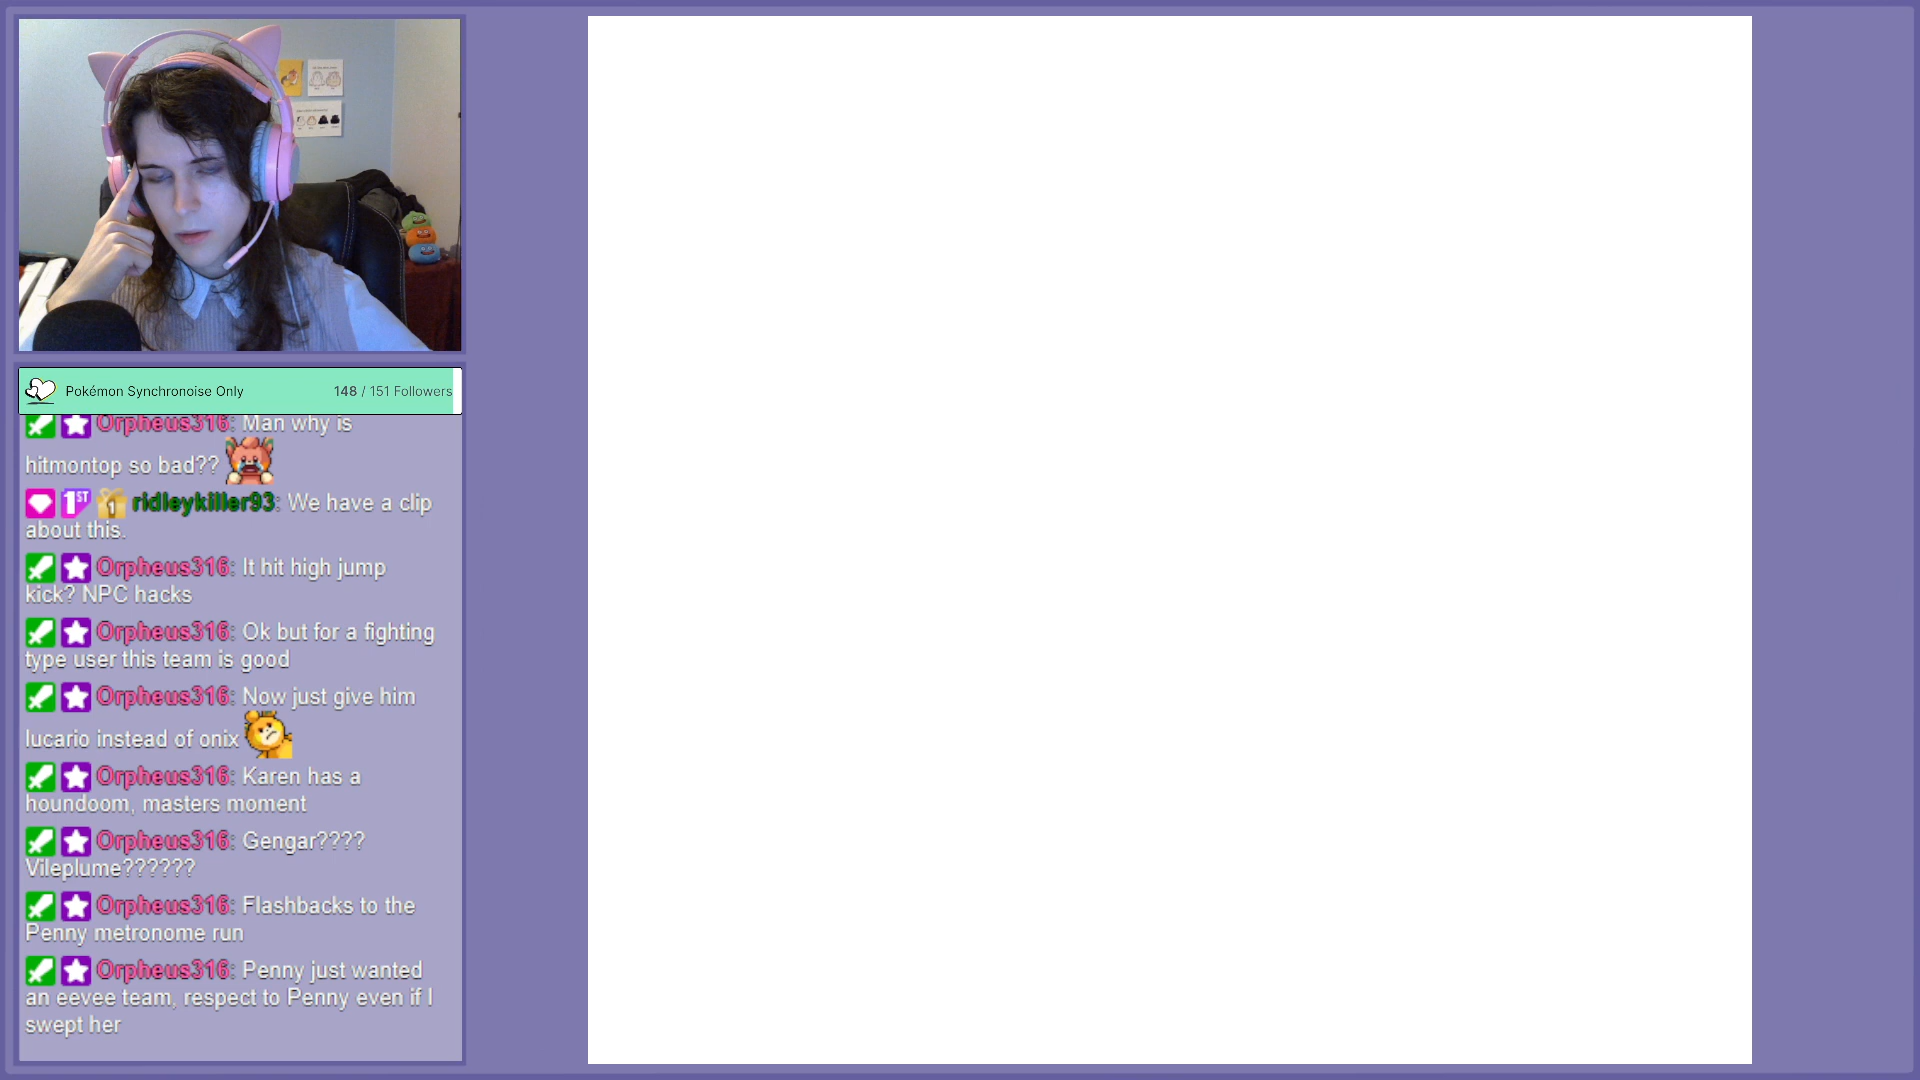 Pokémon Synchronoise Only 148 / 151 Followers
Orpheus316: Man why is
hitmontop so bad??
1ST 1 ridleykiller93: We have a clip
about this.
Orpheus316: It hit high jump
kick? NPC hacks
Orpheus316: Ok but for a fighting
type user this team is good
Orpheus316: Now just give him
lucario instead of onix
Orpheus316: Karen has a
houndoom, masters moment
Orpheus316: Gengar????
Vileplume??????
Orpheus316: Flashbacks to the
Penny metronome run
Orpheus316: Penny just wanted
an eevee team, respect to Penny even if I
swept her